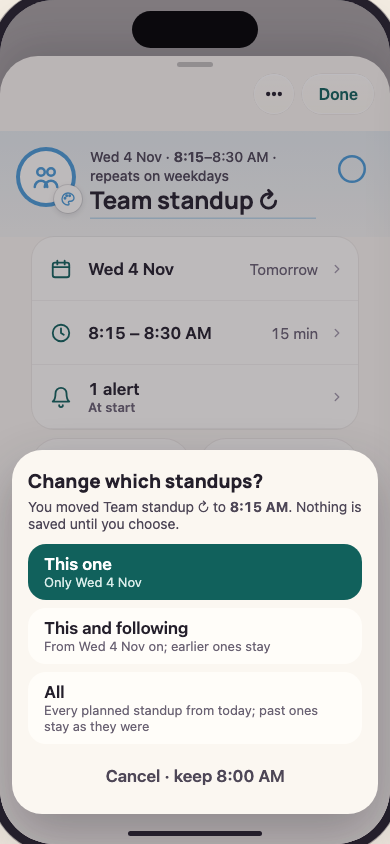 Done
Wed 4 Nov · 8:15–8:30 AM ·
repeats on weekdays
Team standup ↻
Wed 4 Nov
Tomorrow
8:15 – 8:30 AM
15 min
1 alert
At start
Change which standups?
You moved Team standup ↻ to 8:15 AM. Nothing is
saved until you choose.
This one
Only Wed 4 Nov
This and following
From Wed 4 Nov on; earlier ones stay
All
Every planned standup from today; past ones
stay as they were
Cancel · keep 8:00 AM